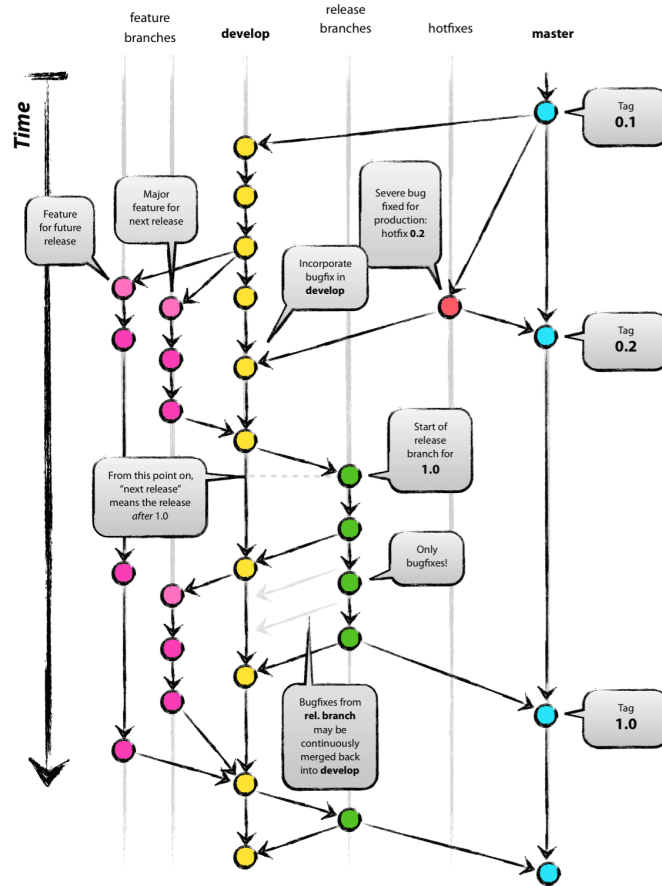 feature
branches
develop
release
branches
hotfixes
master
Time
Tag
0.1
Major
feature for
next release
Feature
for future
release
Severe bug
fixed for
production:
hotfix 0.2
Incorporate
bugfix in
develop
Tag
0.2
Start of
release
branch for
1.0
From this point on,
“next release”
means the release
after 1.0
Only
bugfixes!
Bugfixes from
rel. branch
may be
continuously
merged back
into develop
Tag
1.0